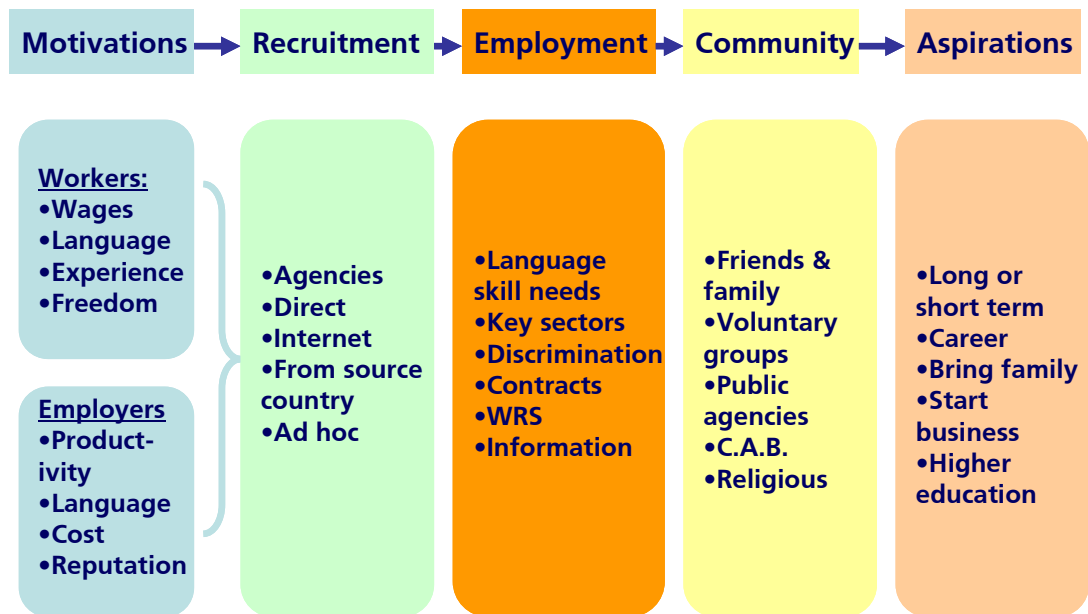 Motivations
Recruitment
Employment
Community
Aspirations
Workers:
•Wages
•Language
•Experience
•Freedom
Employers
•Product-
ivity
•Language
•Cost
•Reputation
•Agencies
•Direct
•Internet
•From source
country
•Ad hoc
•Language
skill needs
•Key sectors
•Discrimination
•Contracts
•WRS
•Information
•Friends &
family
•Voluntary
groups
•Public
agencies
•C.A.B.
•Religious
•Long or
short term
•Career
•Bring family
•Start
business
•Higher
education